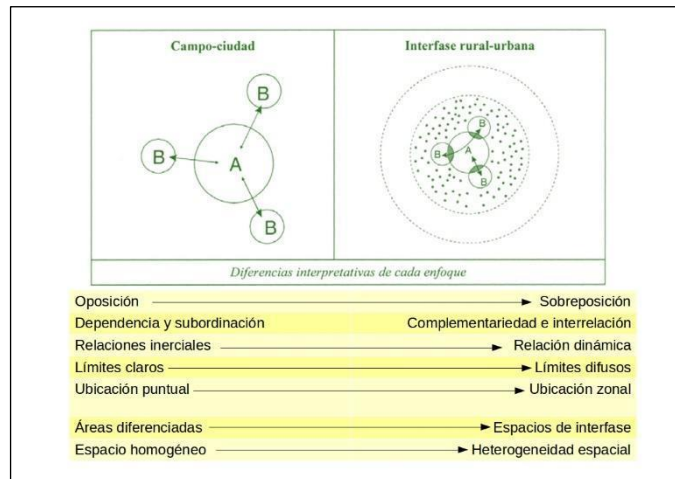 Campo-ciudad
Interfase rural-urbana
B
B
A
B
B
A
B
B
Diferencias interpretativas de cada enfoque
Oposición Sobreposición
Dependencia y subordinación Complementariedad e interrelación
Relaciones inerciales Relación dinámica
Límites claros Límites difusos
Ubicación puntual Ubicación zonal
Áreas diferenciadas Espacios de interfase
Espacio homogéneo Heterogeneidad espacial